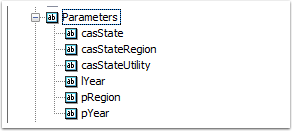 Parameters
casState
casStateRegion
casStateUtility
lYear
pRegion
pYear